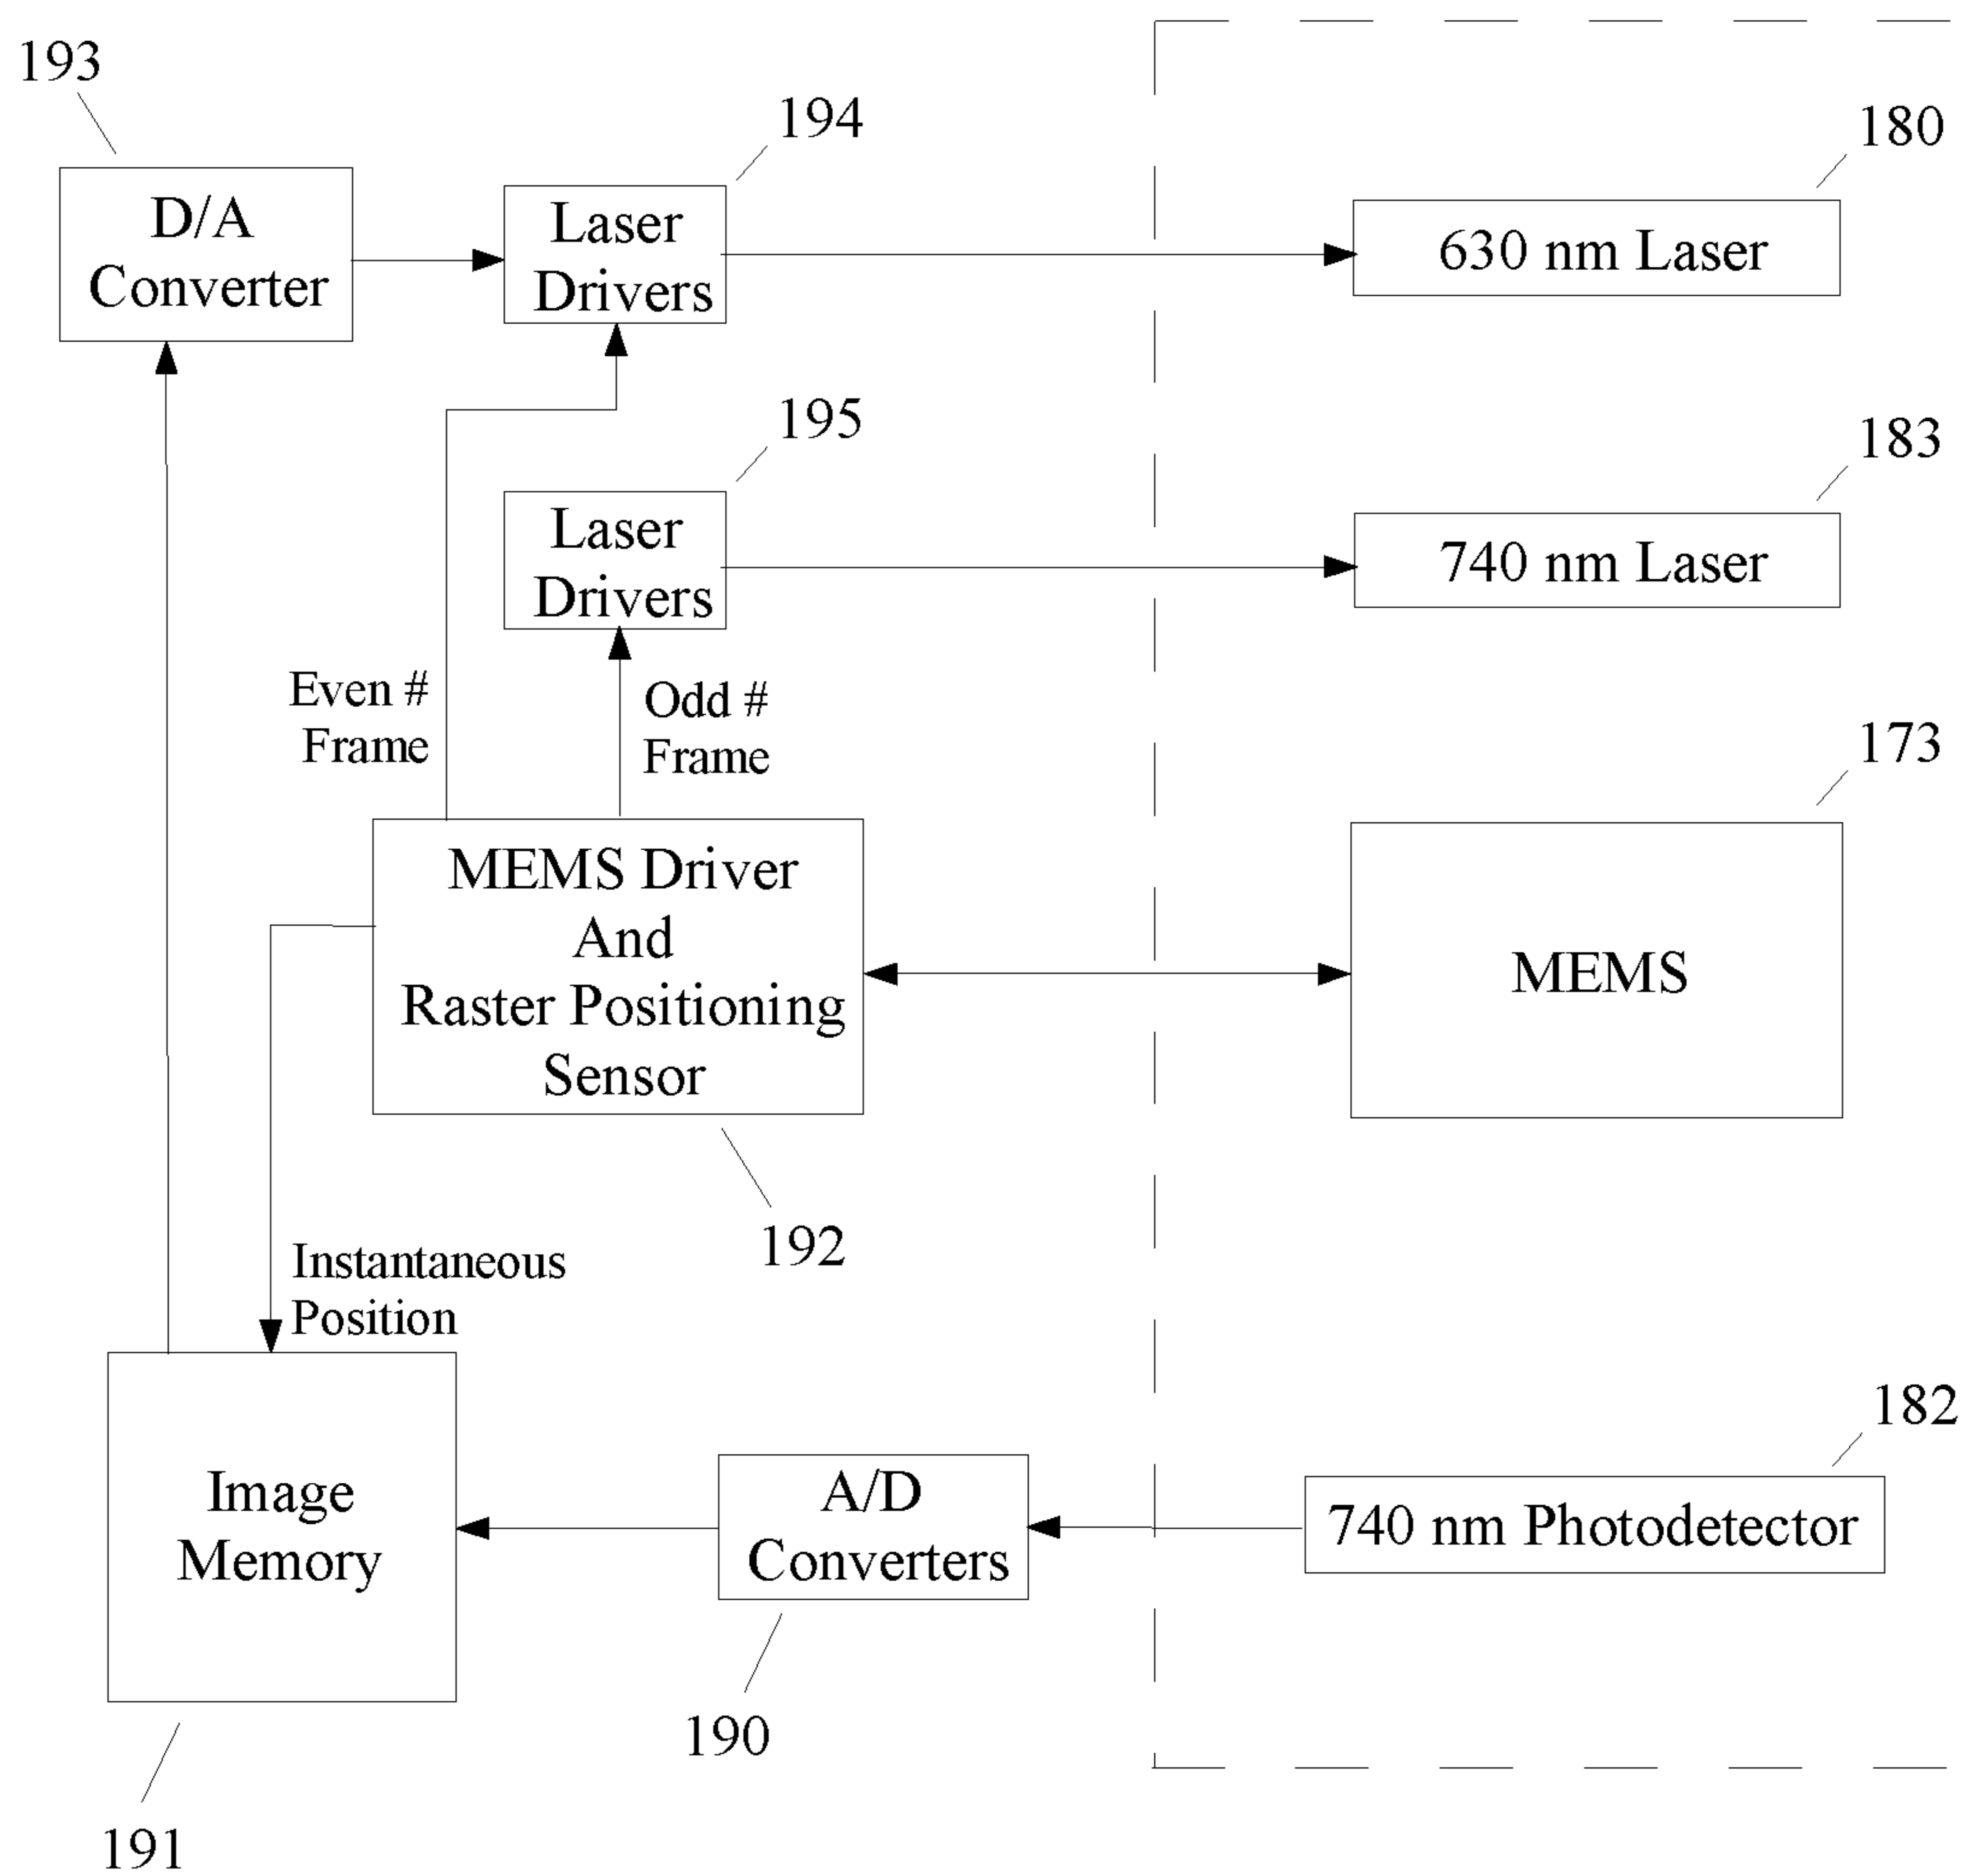 193
D/A
Converter
194
Laser
Drivers
180
630 nm Laser
195
Laser
Drivers
183
740 nm Laser
Even #
Frame
Odd #
Frame
173
MEMS Driver
And
Raster Positioning
Sensor
MEMS
192
Instantaneous
Position
182
Image
Memory
A/D
Converters
740 nm Photodetector
190
191